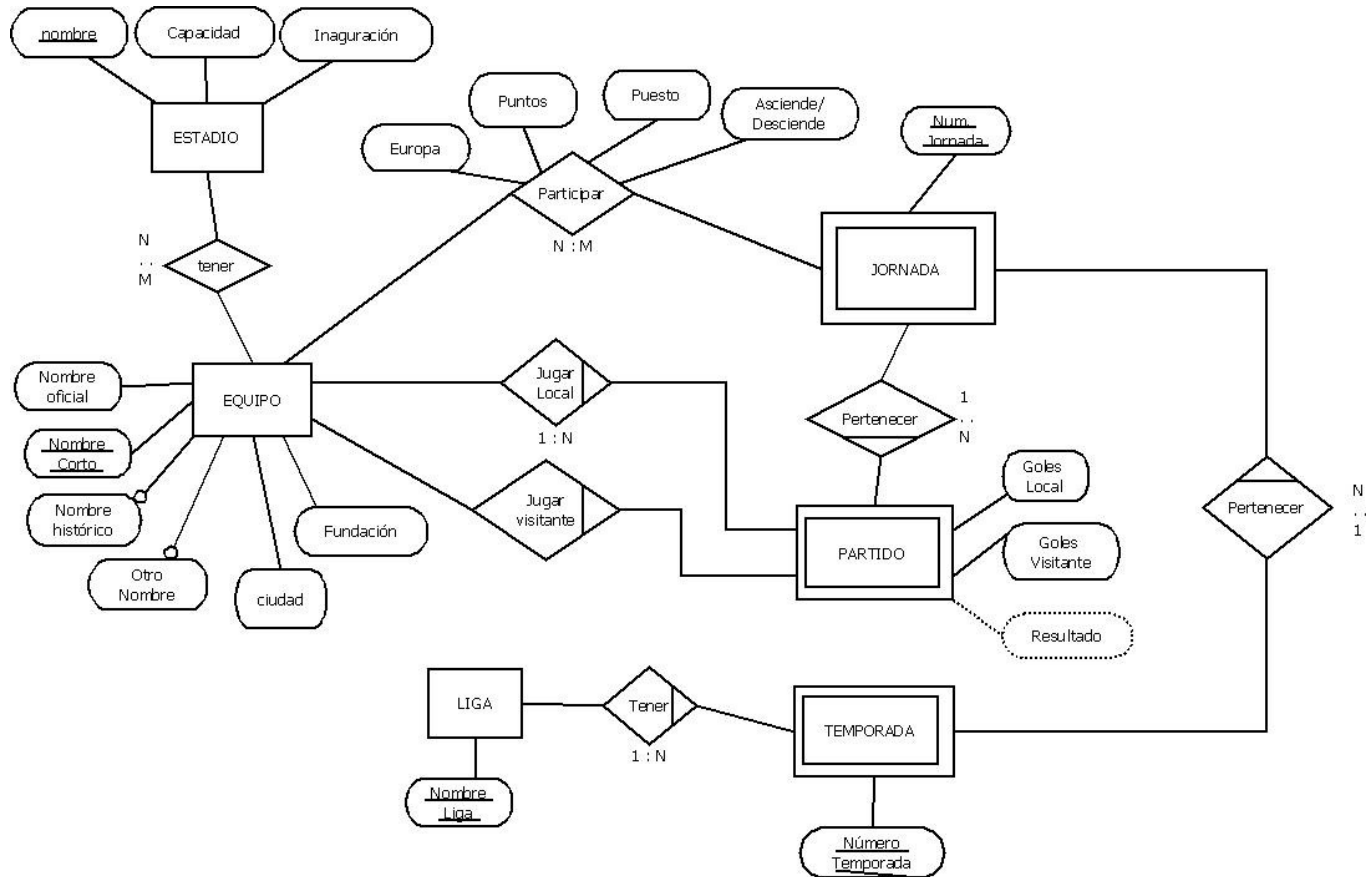 nombre
Capacidad
Inaguración
ESTADIO
Europa
Puntos
Puesto
Asciende/
Desciende
Participar
N : M
Num.
Jornada
JORNADA
N
..
M
tener
Nombre
oficial
Nombre
Corto
Nombre
histórico
Otro
Nombre
ciudad
Fundación
EQUIPO
Jugar
Local
1 : N
Jugar
visitante
Pertenecer
1
..
N
Goles
Local
Goles
Visitante
Resultado
PARTIDO
Pertenecer
N
..
1
LIGA
Nombre
Liga
Tener
1 : N
TEMPORADA
Número
Temporada